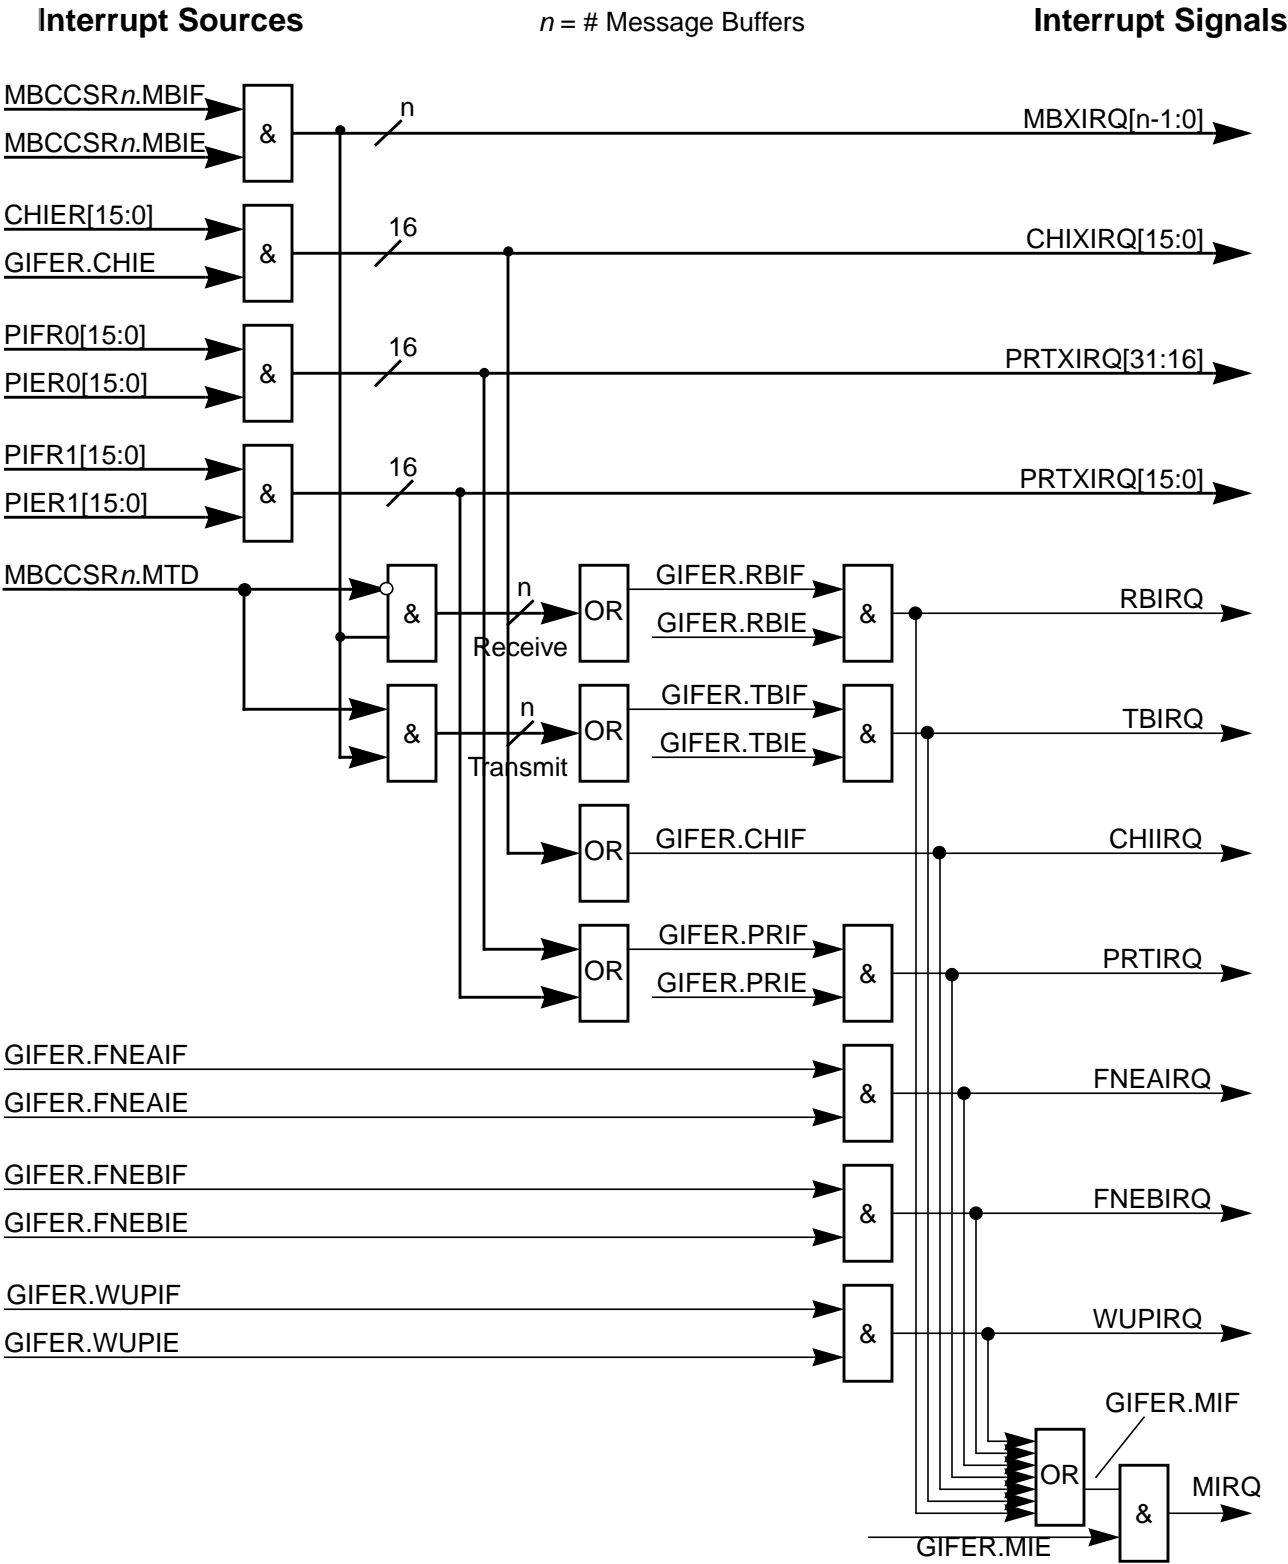 Interrupt Sources n = # Message Buffers Interrupt Signals
MBCCSRn.MBIF
n
MBXIRQ[n-1:0]
&
MBCCSRn.MBIE
CHIER[15:0]
16
CHIXIRQ[15:0]
&
GIFER.CHIE
PIFR0[15:0]
16
PRTXIRQ[31:16]
&
PIER0[15:0]
PIFR1[15:0]
16
PRTXIRQ[15:0]
&
PIER1[15:0]
MBCCSRn.MTD
&
n
Receive
OR
GIFER.RBIF
GIFER.RBIE
&
RBIRQ
&
n
Transmit
OR
GIFER.TBIF
GIFER.TBIE
&
TBIRQ
OR
GIFER.CHIF
CHIIRQ
OR
GIFER.PRIF
GIFER.PRIE
&
PRTIRQ
GIFER.FNEAIF
GIFER.FNEAIE
&
FNEAIRQ
GIFER.FNEBIF
GIFER.FNEBIE
&
FNEBIRQ
GIFER.WUPIF
GIFER.WUPIE
&
WUPIRQ
GIFER.MIF
OR
&
MIRQ
GIFER.MIE